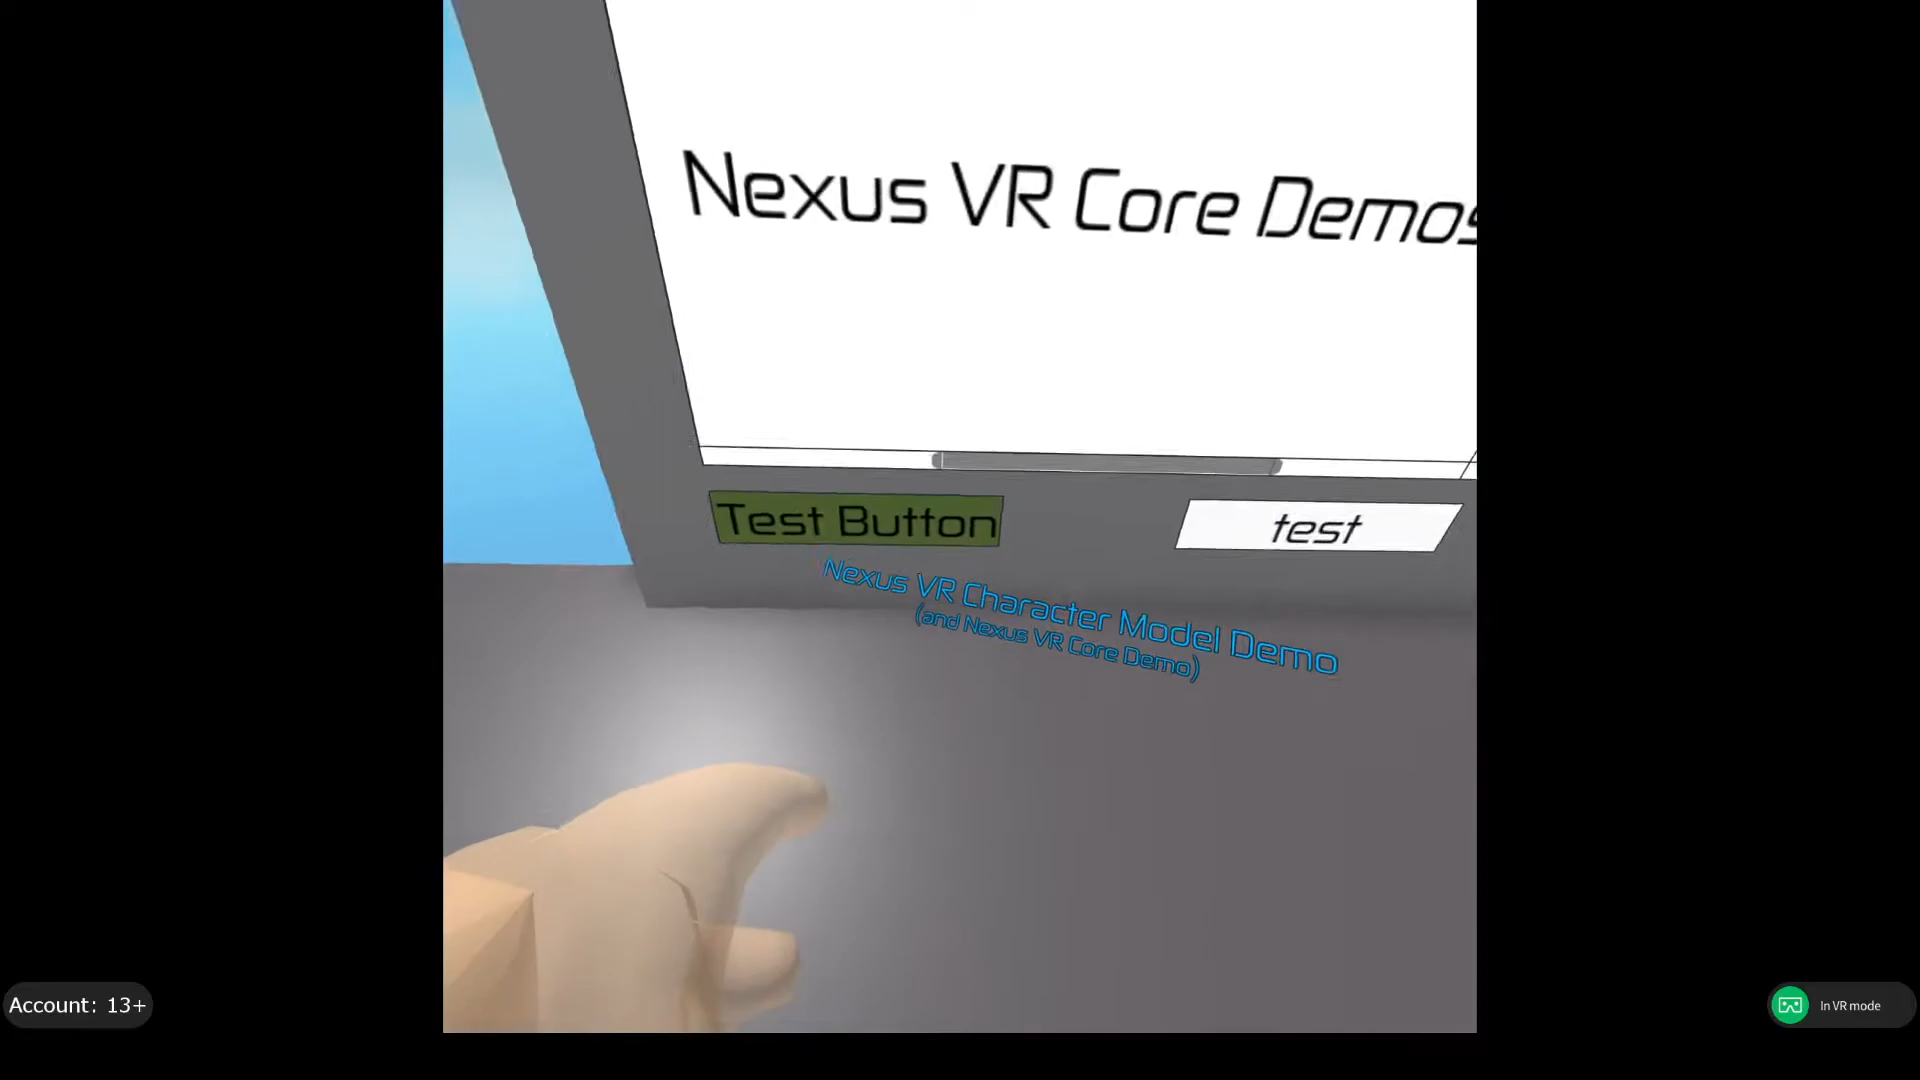 Nexus VR Core Demos
Test Button
test
Nexus VR Character Model Demo
(and Nexus VR Core Demo)
Account: 13+
In VR mode